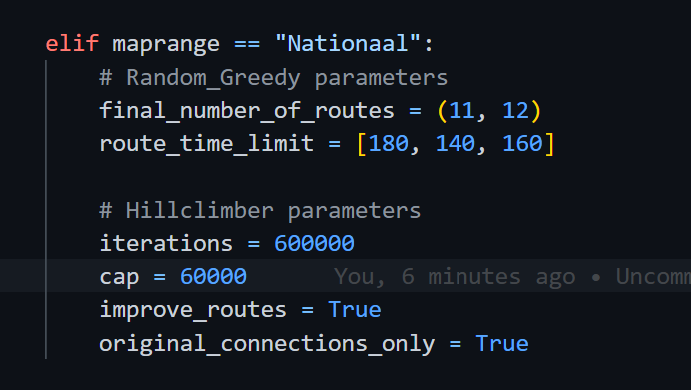 elif maprange == "Nationaal":
# Random_Greedy parameters
final_number_of_routes = (11, 12)
route_time_limit = [180, 140, 160]
# Hillclimber parameters
iterations = 600000
cap = 60000 You, 6 minutes ago • Uncomm
improve_routes = True
original_connections_only = True